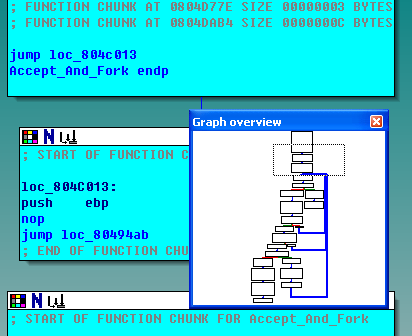 ; FUNCTION CHUNK AT 0804D77E SIZE 00000003 BYTES
; FUNCTION CHUNK AT 0804DAB4 SIZE 0000000C BYTES
jump loc_804c013
Accept_And_Fork endp
Graph overview
N
; START OF FUNCTION C
loc_804C013:
push ebp
nop
jump loc_80494ab
; END OF FUNCTION CHU
N
; START OF FUNCTION CHUNK FOR Accept_And_Fork